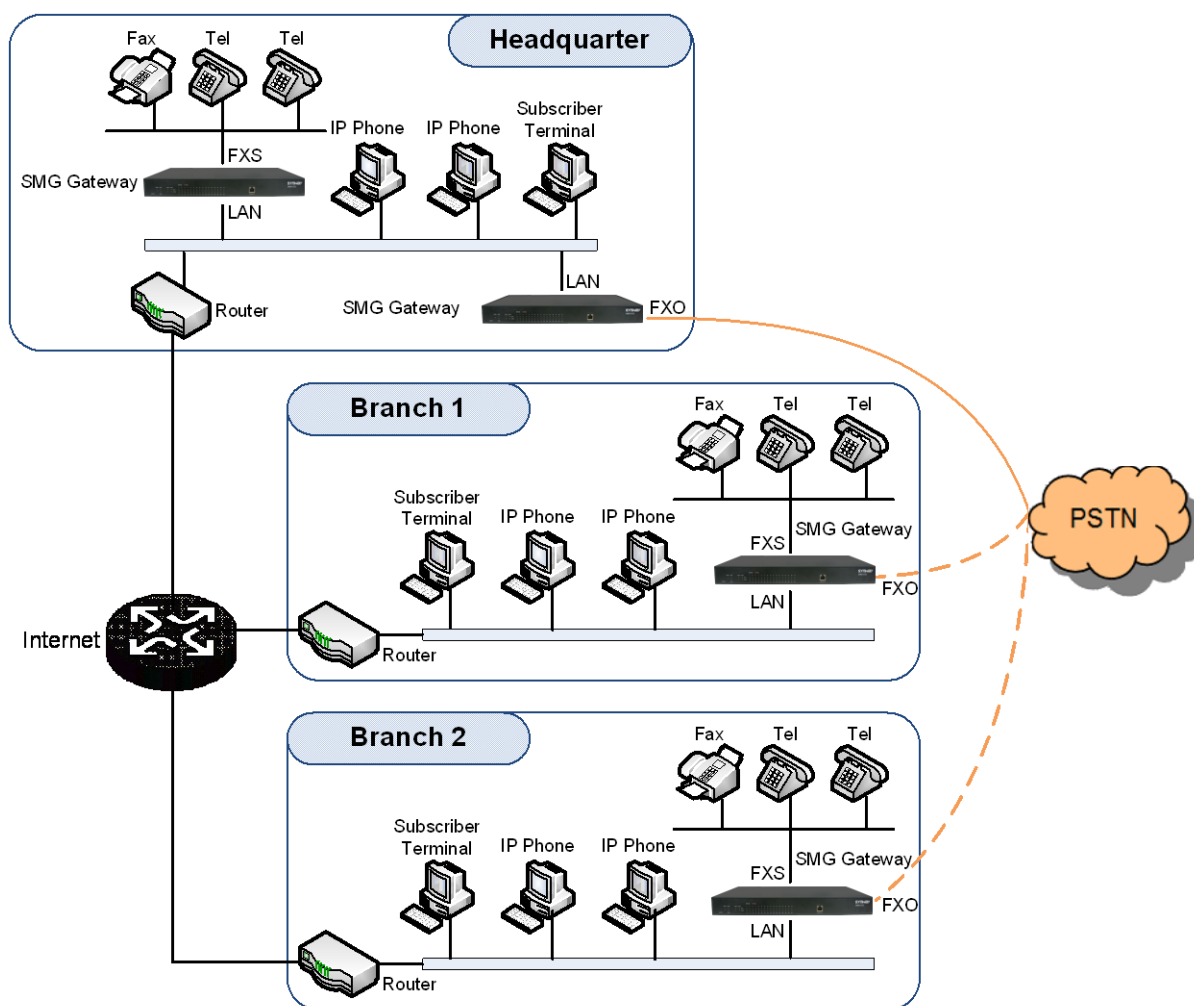 Headquarter
Fax
Tel
Tel
IP Phone
IP Phone
Subscriber
Terminal
FXS
SMG Gateway
LAN
LAN
Router
SMG Gateway
FXO
Branch 1
Fax
Tel
Tel
Subscriber
Terminal
IP Phone
IP Phone
SMG Gateway
FXS
FXO
LAN
Router
PSTN
Internet
Branch 2
Fax
Tel
Tel
Subscriber
Terminal
IP Phone
IP Phone
SMG Gateway
FXS
FXO
LAN
Router